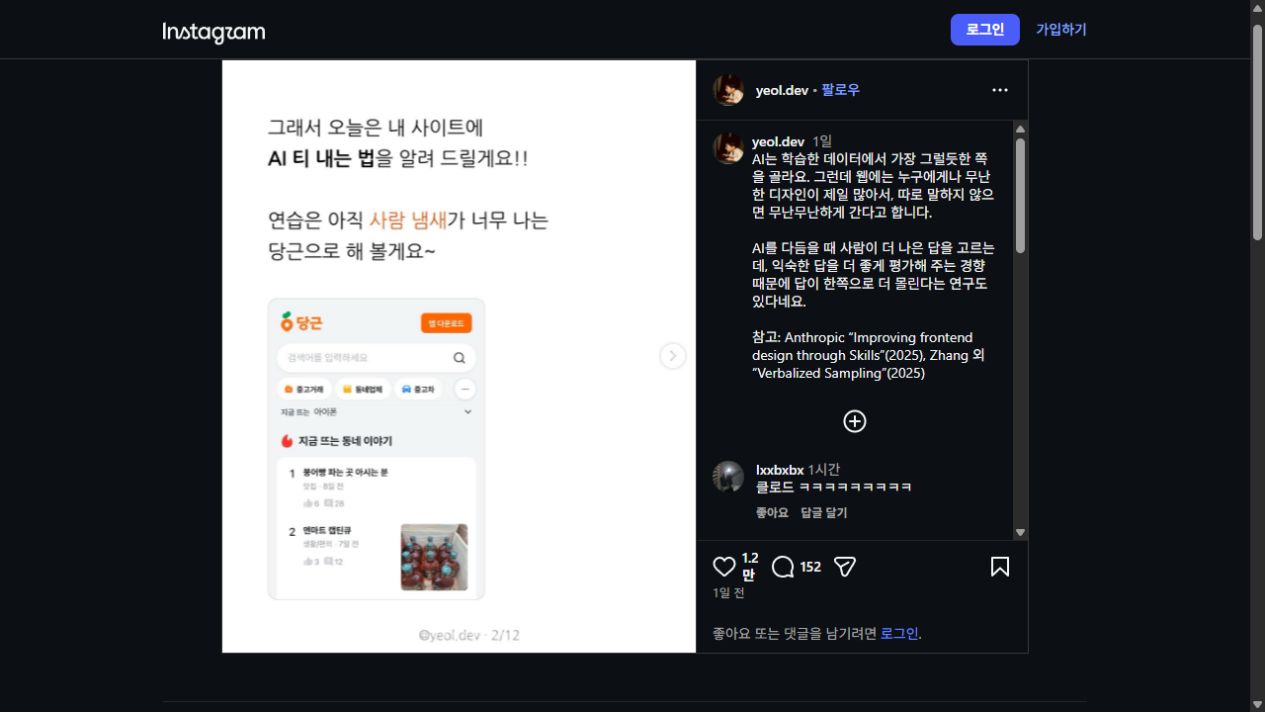 Instagram
로그인
가입하기
그래서 오늘은 내 사이트에
AI 티 내는 법을 알려 드릴게요!!
연습은 아직 사람 냄새가 너무 나는
당근으로 해 볼게요~
당근
앱 다운로드
검색어를 입력하세요
중고거래
동네업체
중고차
지금 뜨는 아이폰
지금 뜨는 동네 이야기
1 붕어빵 파는 곳 아시는 분
맛집 · 8일 전
6 28
2 맨마트 캡틴큐
생활/편의 · 7일 전
3 12
@yeol.dev · 2/12
yeol.dev • 팔로우
yeol.dev 1일
AI는 학습한 데이터에서 가장 그럴듯한 쪽
을 골라요. 그런데 웹에는 누구에게나 무난
한 디자인이 제일 많아서, 따로 말하지 않으
면 무난무난하게 간다고 합니다.
AI를 다듬을 때 사람이 더 나은 답을 고르는
데, 익숙한 답을 더 좋게 평가해 주는 경향
때문에 답이 한쪽으로 더 몰린다는 연구도
있다네요.
참고: Anthropic “Improving frontend
design through Skills”(2025), Zhang 외
“Verbalized Sampling”(2025)
lxxbxbx 1시간
클로드 ㅋㅋㅋㅋㅋㅋㅋㅋㅋ
좋아요 답글 달기
1.2
만
152
1일 전
좋아요 또는 댓글을 남기려면 로그인.